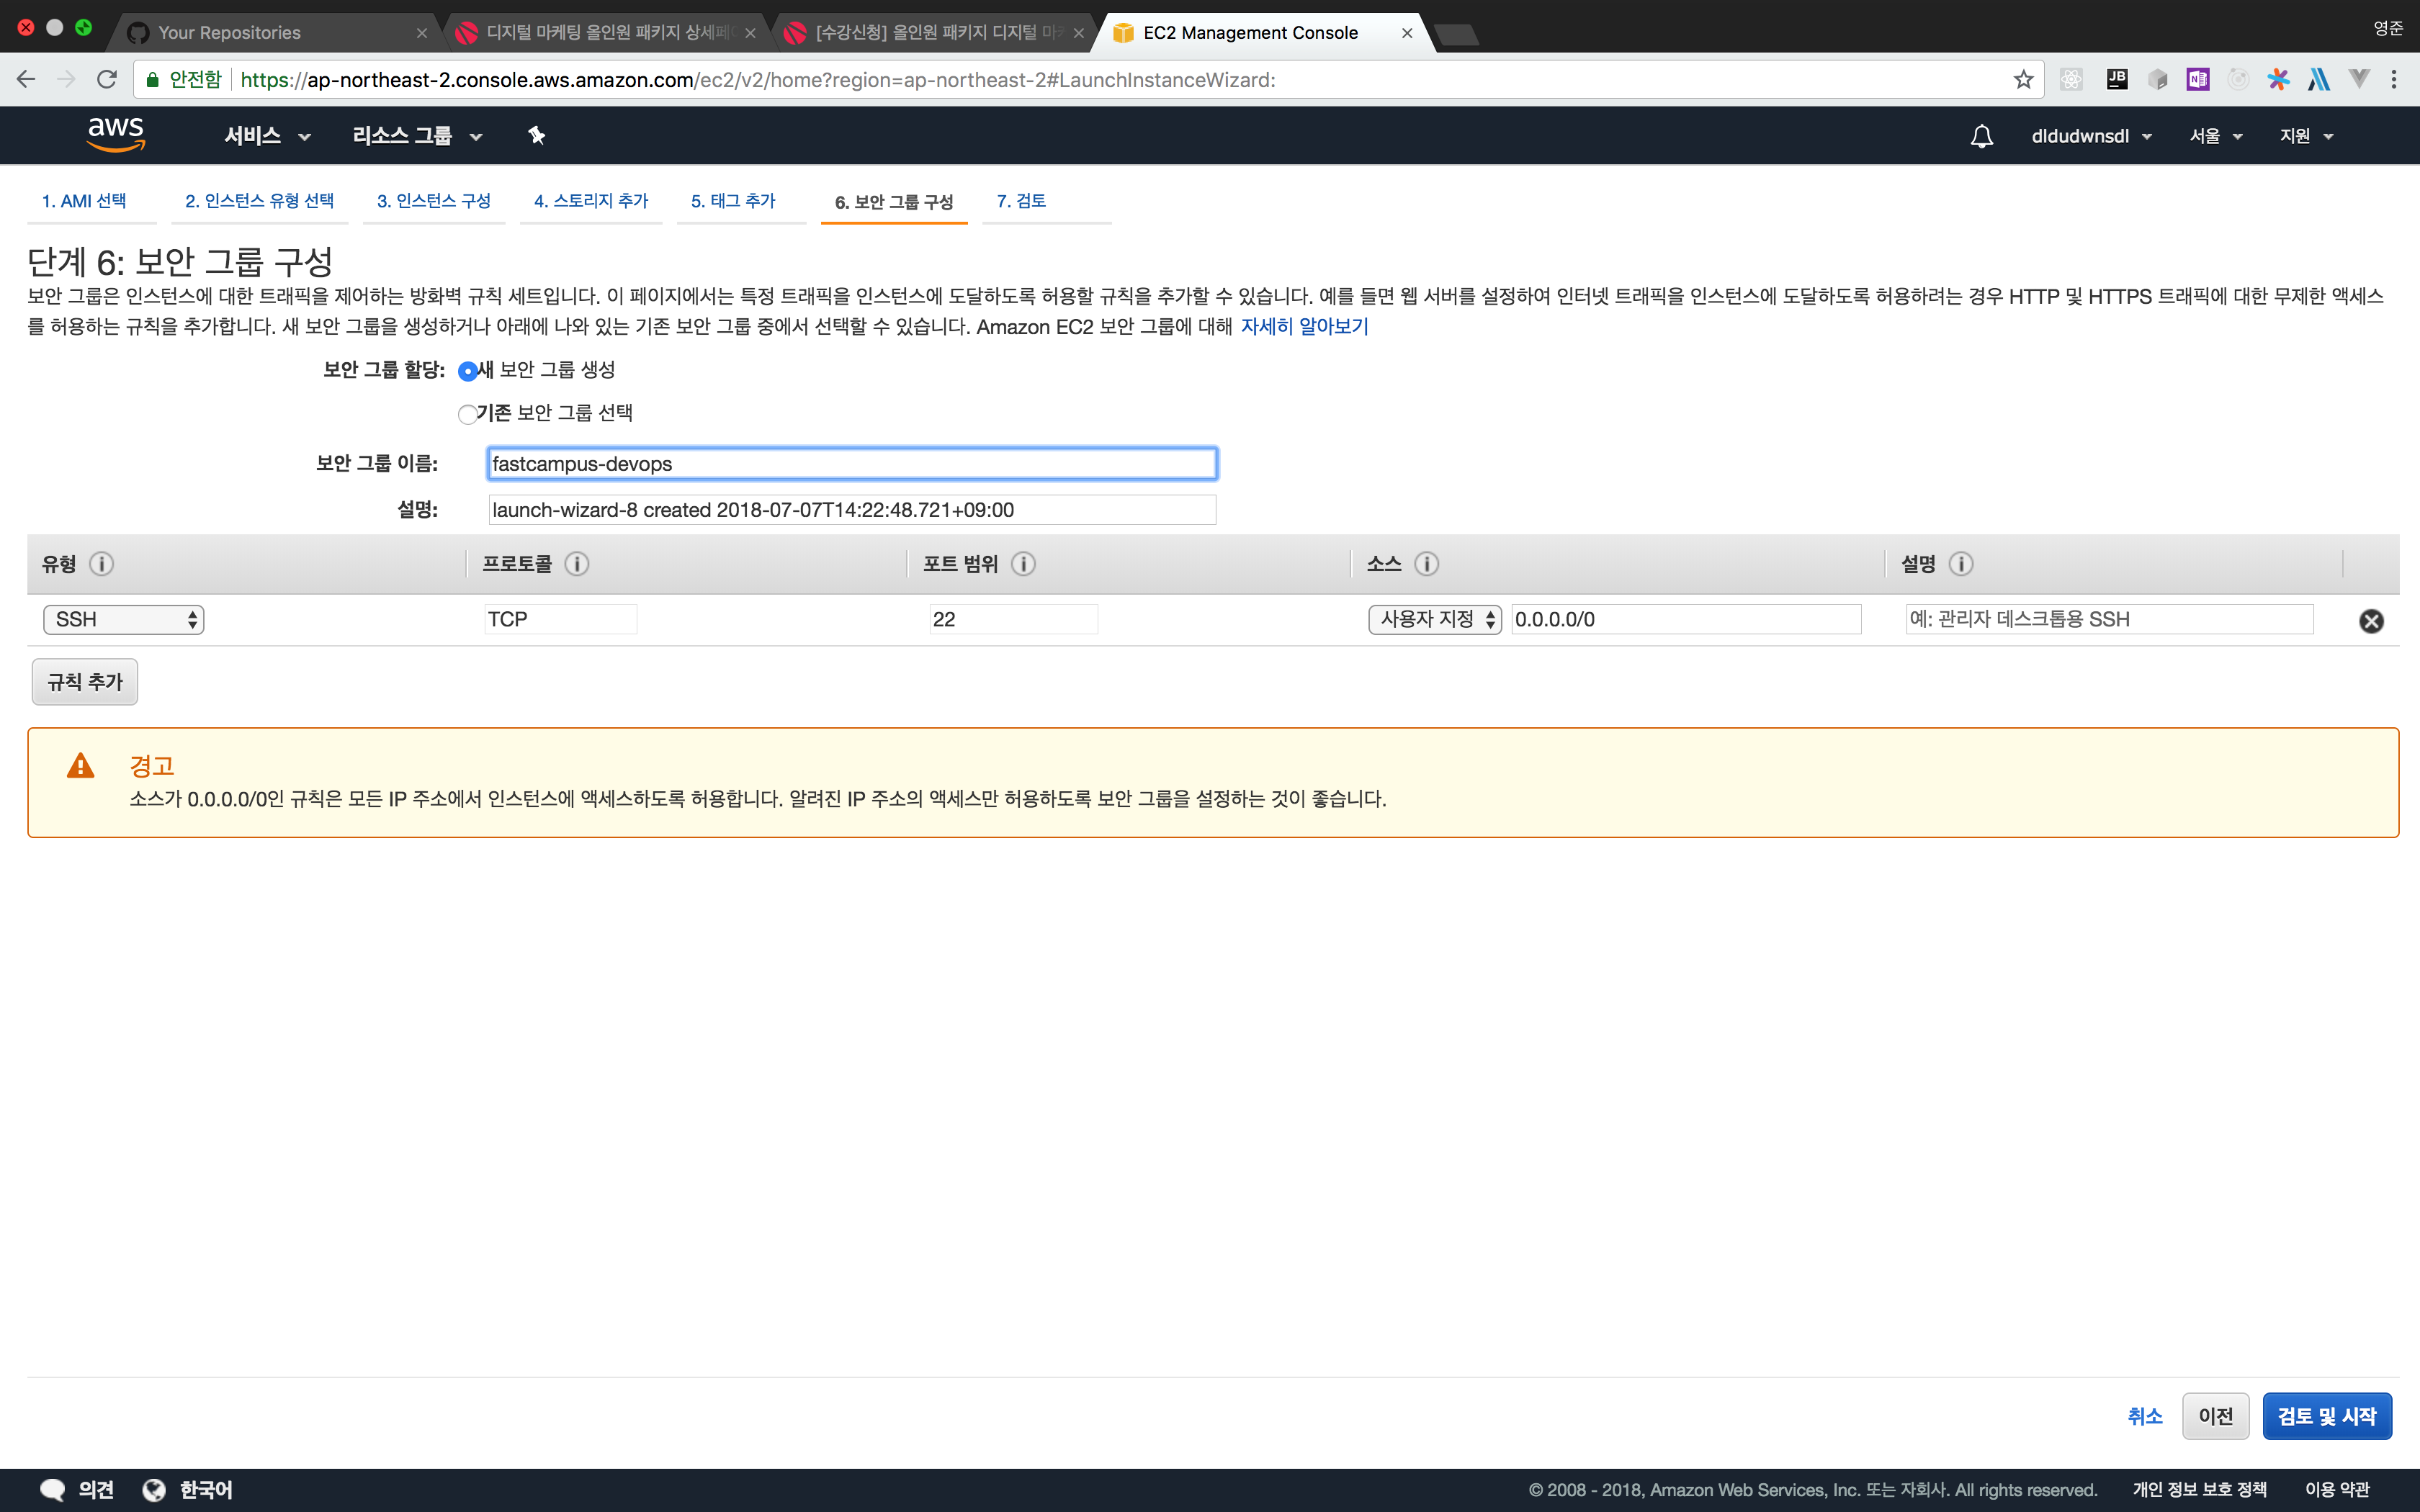 Your Repositories
디지털 마케팅 올인원 패키지 상세페
[수강신청] 올인원 패키지 디지털 마
EC2 Management Console
영준
안전함
https://ap-northeast-2.console.aws.amazon.com/ec2/v2/home?region=ap-northeast-2#LaunchInstanceWizard:
JB
N
aws
서비스
리소스 그룹
dldudwnsdl
서울
지원
1. AMI 선택
2. 인스턴스 유형 선택
3. 인스턴스 구성
4. 스토리지 추가
5. 태그 추가
6. 보안 그룹 구성
7. 검토
단계 6: 보안 그룹 구성
보안 그룹은 인스턴스에 대한 트래픽을 제어하는 방화벽 규칙 세트입니다. 이 페이지에서는 특정 트래픽을 인스턴스에 도달하도록 허용할 규칙을 추가할 수 있습니다. 예를 들면 웹 서버를 설정하여 인터넷 트래픽을 인스턴스에 도달하도록 허용하려는 경우 HTTP 및 HTTPS 트래픽에 대한 무제한 액세스
를 허용하는 규칙을 추가합니다. 새 보안 그룹을 생성하거나 아래에 나와 있는 기존 보안 그룹 중에서 선택할 수 있습니다. Amazon EC2 보안 그룹에 대해 자세히 알아보기
보안 그룹 할당: 새 보안 그룹 생성
기존 보안 그룹 선택
보안 그룹 이름: fastcampus-devops
설명: launch-wizard-8 created 2018-07-07T14:22:48.721+09:00
유형 프로토콜 포트 범위 소스 설명
SSH TCP 22 사용자 지정 0.0.0.0/0 예: 관리자 데스크톱용 SSH
규칙 추가
경고
소스가 0.0.0.0/0인 규칙은 모든 IP 주소에서 인스턴스에 액세스하도록 허용합니다. 알려진 IP 주소의 액세스만 허용하도록 보안 그룹을 설정하는 것이 좋습니다.
취소
이전
검토 및 시작
의견
한국어
© 2008 - 2018, Amazon Web Services, Inc. 또는 자회사. All rights reserved.
개인 정보 보호 정책
이용 약관